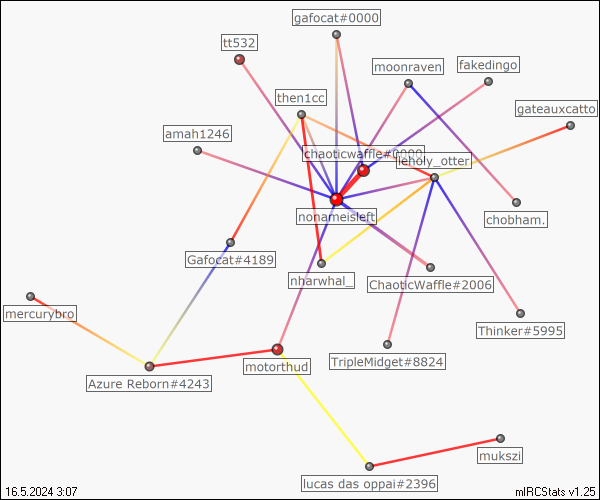 gafocat#0000
tt532
moonraven
fakedingo
then1cc
gateauxcatto
amah1246
chaoticwaffle#0000
leholy_otter
nonameisleft
chobham.
Gafocat#4189
nharwhal_
ChaoticWaffle#2006
mercurybro
Thinker#5995
motorthud
TripleMidget#8824
Azure Reborn#4243
mukszi
lucas das oppai#2396
16.5.2024 3:07
mIRCStats v1.25